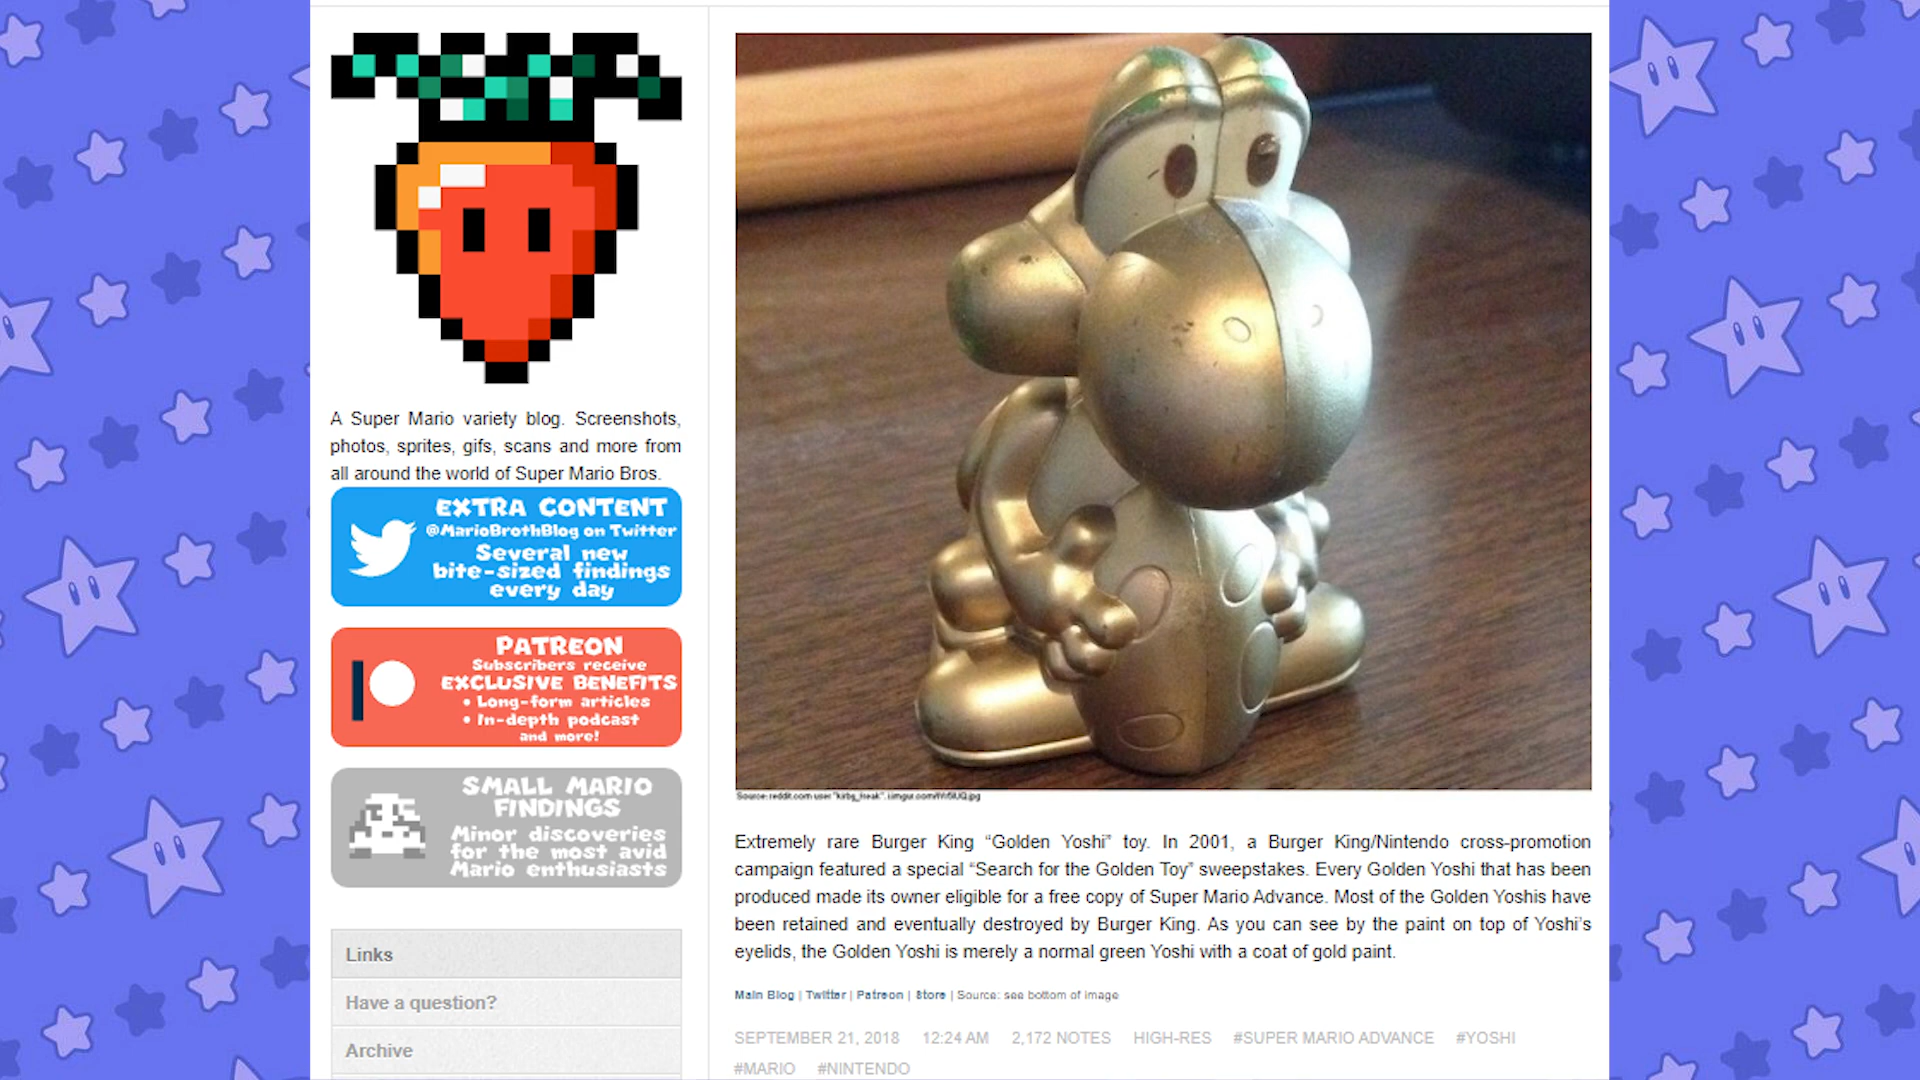 A Super Mario variety blog. Screenshots,
photos, sprites, gifs, scans and more from
all around the world of Super Mario Bros.
EXTRA CONTENT
@MarioBrothBlog on Twitter
Several new
bite-sized findings
every day
PATREON
Subscribers receive
EXCLUSIVE BENEFITS
• Long-form articles
• In-depth podcast
and more!
SMALL MARIO
FINDINGS
Minor discoveries
for the most avid
Mario enthusiasts
Links
Have a question?
Archive
Source: reddit.com user
Extremely rare Burger King “Golden Yoshi” toy. In 2001, a Burger King/Nintendo cross-promotion
campaign featured a special “Search for the Golden Toy” sweepstakes. Every Golden Yoshi that has been
produced made its owner eligible for a free copy of Super Mario Advance. Most of the Golden Yoshis have
been retained and eventually destroyed by Burger King. As you can see by the paint on top of Yoshi’s
eyelids, the Golden Yoshi is merely a normal green Yoshi with a coat of gold paint.
Main Blog | Twitter | Patreon | Store | Source: see bottom of image
SEPTEMBER 21, 2018 12:24 AM 2,172 NOTES HIGH-RES #SUPER MARIO ADVANCE #YOSHI
#MARIO #NINTENDO